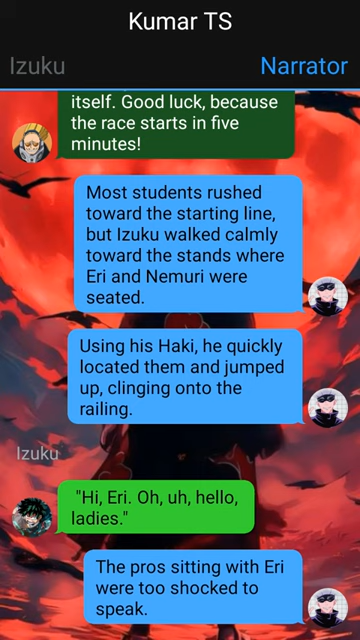 Kumar TS
Izuku
Narrator
itself. Good luck, because
the race starts in five
minutes!
Most students rushed
toward the starting line,
but Izuku walked calmly
toward the stands where
Eri and Nemuri were
seated.
Using his Haki, he quickly
located them and jumped
up, clinging onto the
railing.
Izuku
"Hi, Eri. Oh, uh, hello,
ladies."
The pros sitting with Eri
were too shocked to
speak.